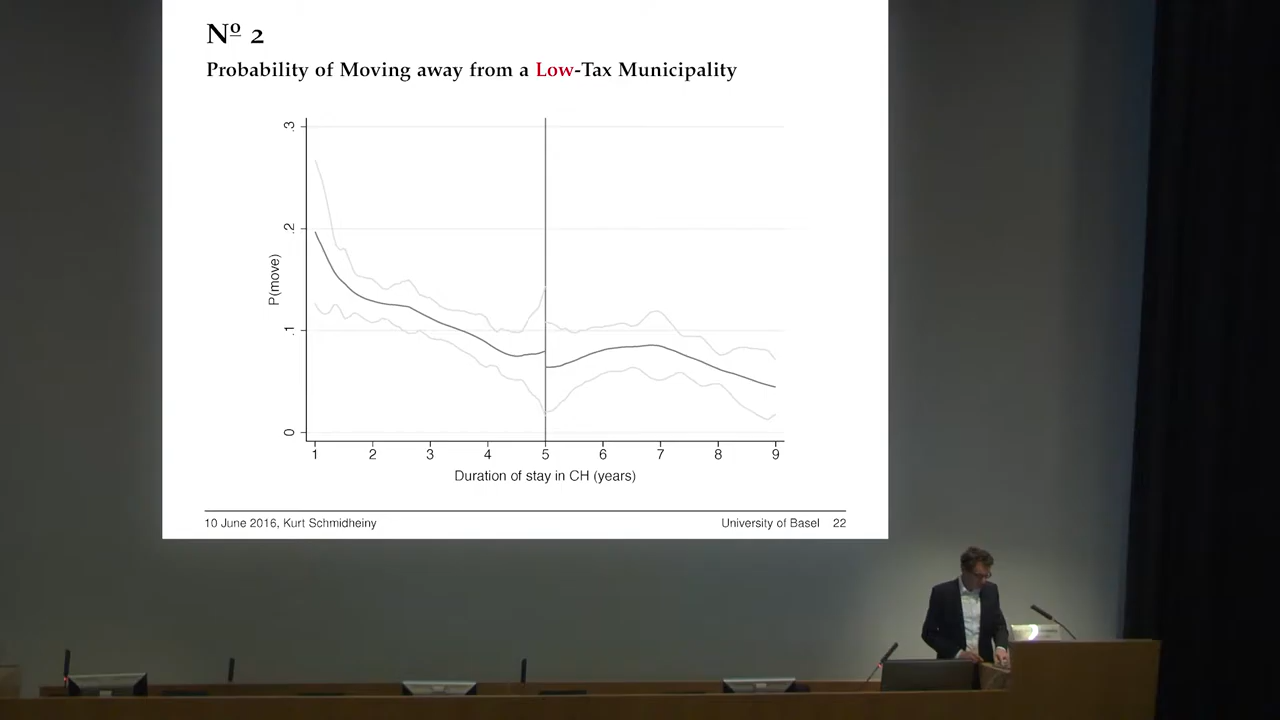 Nº 2
Probability of Moving away from a Low-Tax Municipality
.3
.2
.1
0
P(move)
1 2 3 4 5 6 7 8 9
Duration of stay in CH (years)
10 June 2016, Kurt Schmidheiny
University of Basel 22